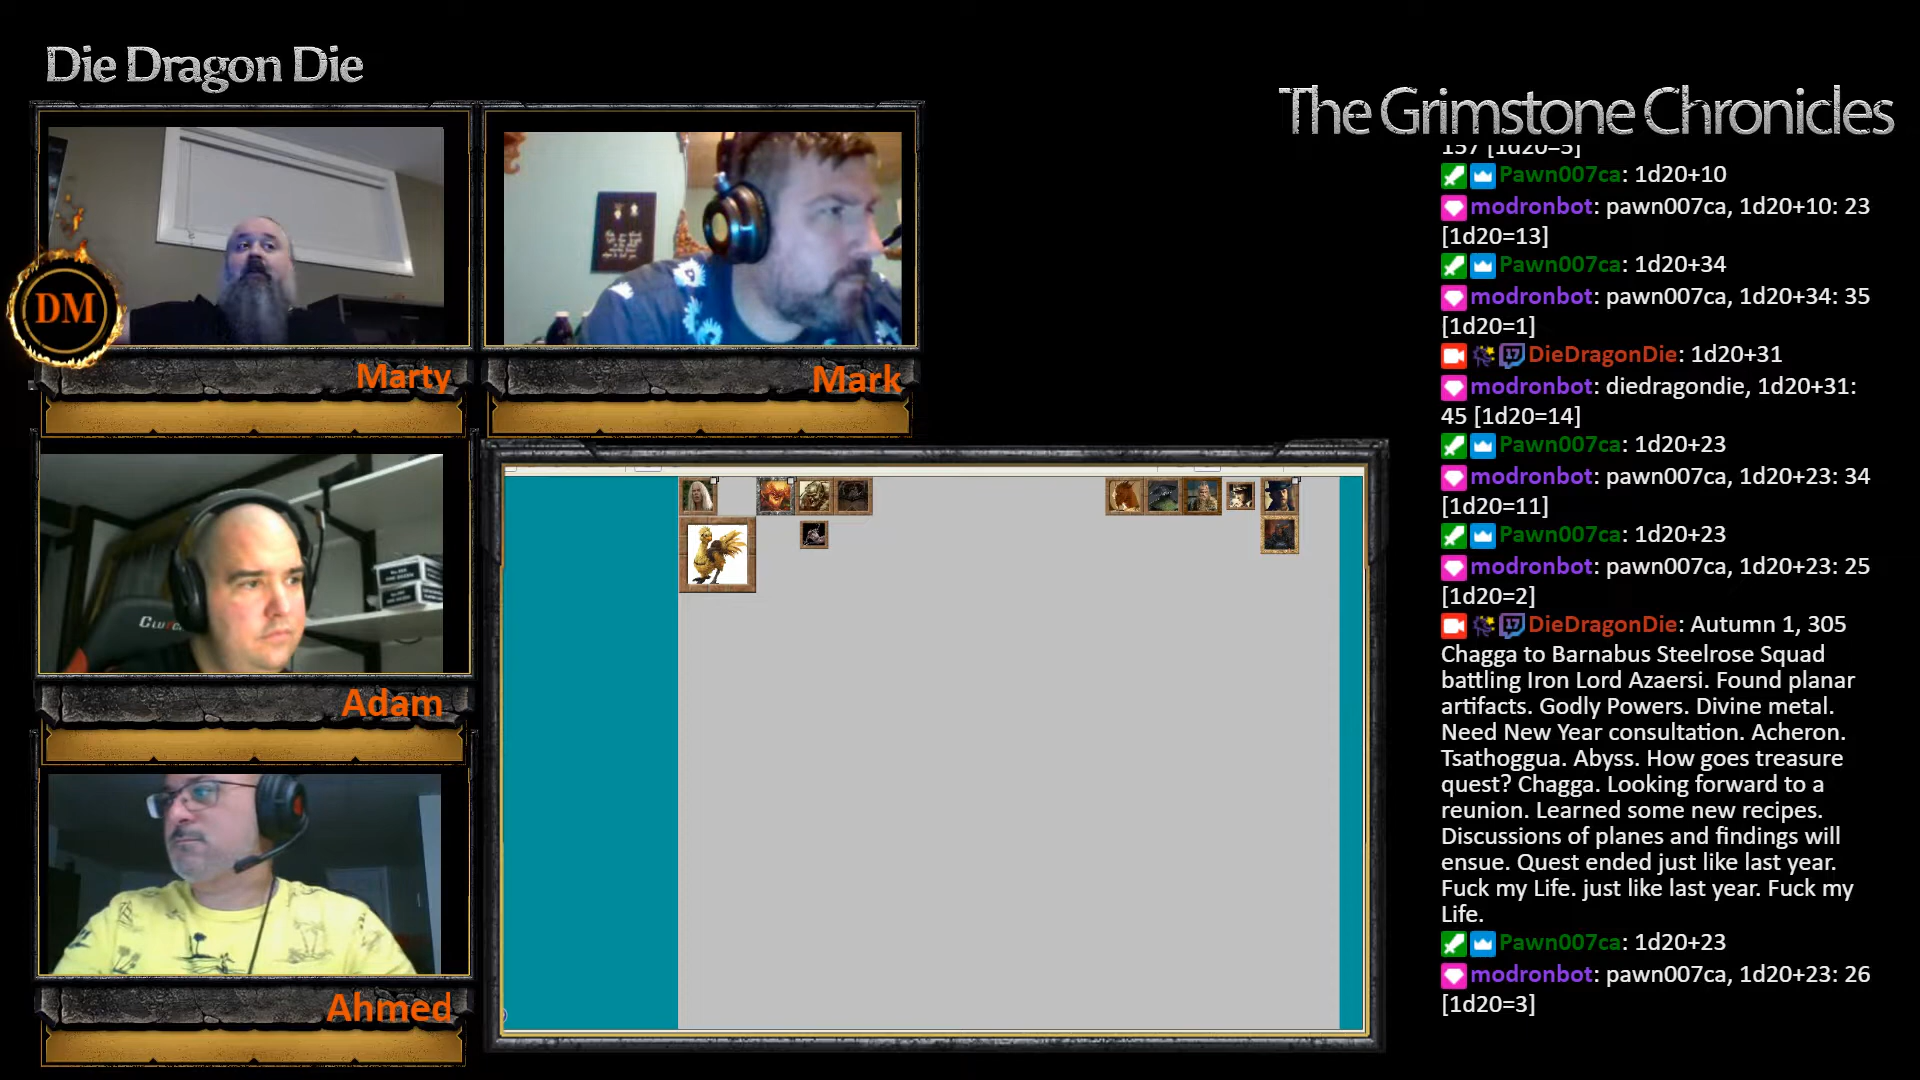 Die Dragon Die
The Grimstone Chronicles
157 [1d20=5]
Pawn007ca: 1d20+10
modronbot: pawn007ca, 1d20+10: 23
[1d20=13]
Pawn007ca: 1d20+34
modronbot: pawn007ca, 1d20+34: 35
[1d20=1]
17 DieDragonDie: 1d20+31
modronbot: diedragondie, 1d20+31:
45 [1d20=14]
Pawn007ca: 1d20+23
modronbot: pawn007ca, 1d20+23: 34
[1d20=11]
Pawn007ca: 1d20+23
modronbot: pawn007ca, 1d20+23: 25
[1d20=2]
17 DieDragonDie: Autumn 1, 305
Chagga to Barnabus Steelrose Squad
battling Iron Lord Azaersi. Found planar
artifacts. Godly Powers. Divine metal.
Need New Year consultation. Acheron.
Tsathoggua. Abyss. How goes treasure
quest? Chagga. Looking forward to a
reunion. Learned some new recipes.
Discussions of planes and findings will
ensue. Quest ended just like last year.
Fuck my Life. just like last year. Fuck my
Life.
Pawn007ca: 1d20+23
modronbot: pawn007ca, 1d20+23: 26
[1d20=3]
DM
Marty
Mark
Adam
Ahmed